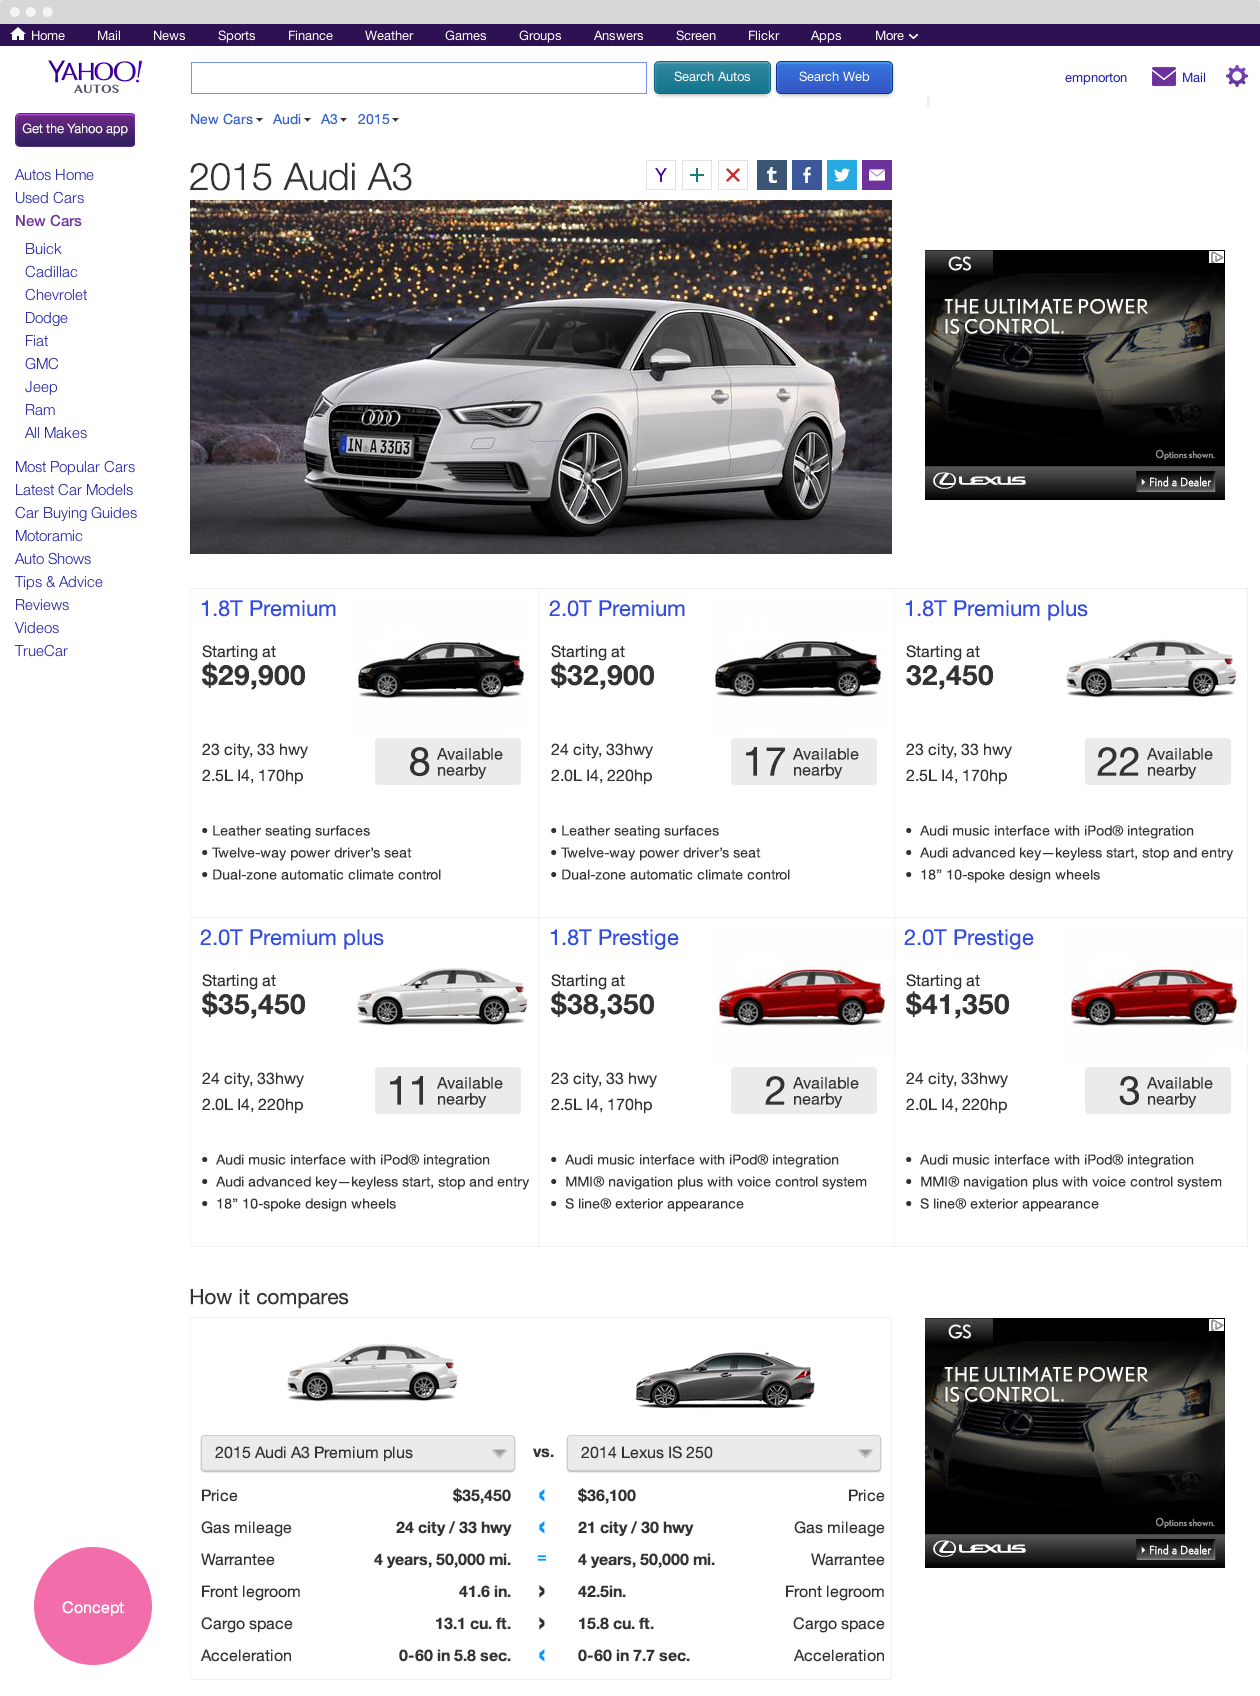 Home Mail News Sports Finance Weather Games Groups Answers Screen Flickr Apps More
YAHOO! AUTOS
Search Autos Search Web
empnorton Mail
Get the Yahoo app
New Cars Audi A3 2015
2015 Audi A3
Y t f
Autos Home
Used Cars
New Cars
Buick
Cadillac
Chevrolet
Dodge
Fiat
GMC
Jeep
Ram
All Makes
Most Popular Cars
Latest Car Models
Car Buying Guides
Motoramic
Auto Shows
Tips & Advice
Reviews
Videos
TrueCar
IN A 3303
GS
THE ULTIMATE POWER
IS CONTROL.
Options shown.
LEXUS Find a Dealer
1.8T Premium
Starting at
$29,900
23 city, 33 hwy
2.5L I4, 170hp
8 Available nearby
• Leather seating surfaces
• Twelve-way power driver's seat
• Dual-zone automatic climate control
2.0T Premium
Starting at
$32,900
24 city, 33hwy
2.0L I4, 220hp
17 Available nearby
• Leather seating surfaces
• Twelve-way power driver's seat
• Dual-zone automatic climate control
1.8T Premium plus
Starting at
32,450
23 city, 33 hwy
2.5L I4, 170hp
22 Available nearby
• Audi music interface with iPod® integration
• Audi advanced key—keyless start, stop and entry
• 18” 10-spoke design wheels
2.0T Premium plus
Starting at
$35,450
24 city, 33hwy
2.0L I4, 220hp
11 Available nearby
• Audi music interface with iPod® integration
• Audi advanced key—keyless start, stop and entry
• 18” 10-spoke design wheels
1.8T Prestige
Starting at
$38,350
23 city, 33 hwy
2.5L I4, 170hp
2 Available nearby
• Audi music interface with iPod® integration
• MMI® navigation plus with voice control system
• S line® exterior appearance
2.0T Prestige
Starting at
$41,350
24 city, 33hwy
2.0L I4, 220hp
3 Available nearby
• Audi music interface with iPod® integration
• MMI® navigation plus with voice control system
• S line® exterior appearance
How it compares
2015 Audi A3 Premium plus vs. 2014 Lexus IS 250
Price $35,450 < $36,100 Price
Gas mileage 24 city / 33 hwy < 21 city / 30 hwy Gas mileage
Warrantee 4 years, 50,000 mi. = 4 years, 50,000 mi. Warrantee
Front legroom 41.6 in. > 42.5in. Front legroom
Cargo space 13.1 cu. ft. > 15.8 cu. ft. Cargo space
Acceleration 0-60 in 5.8 sec. < 0-60 in 7.7 sec. Acceleration
GS
THE ULTIMATE POWER
IS CONTROL.
Options shown.
LEXUS Find a Dealer
Concept